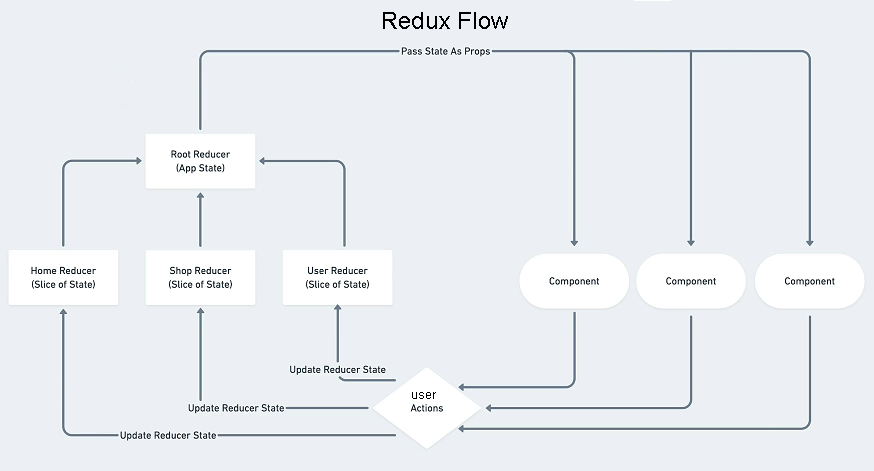 Redux Flow
Pass State As Props
Root Reducer
(App State)
Home Reducer
(Slice of State)
Shop Reducer
(Slice of State)
User Reducer
(Slice of State)
Component
Component
Component
Update Reducer State
user
Actions
Update Reducer State
Update Reducer State